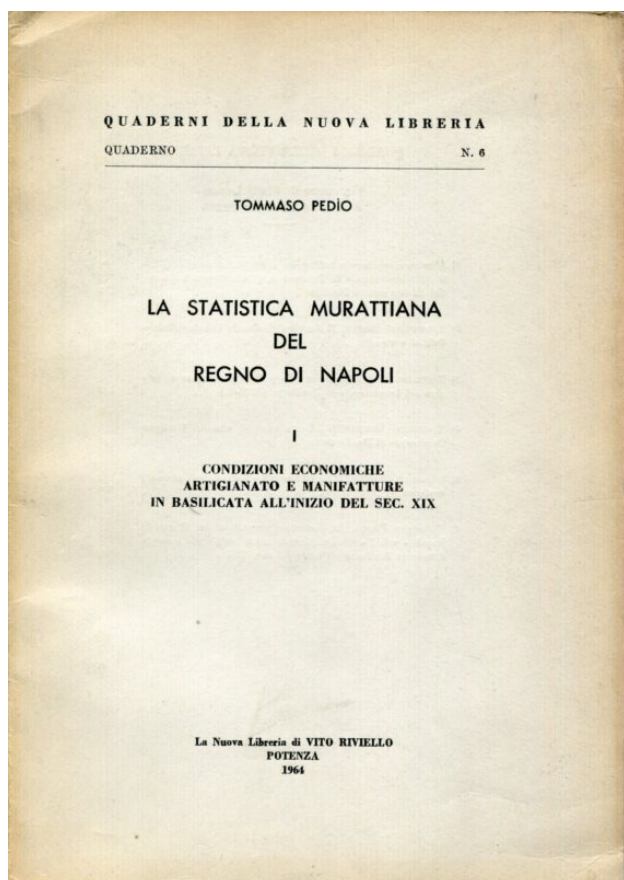 QUADERNI DELLA NUOVA LIBRERIA
QUADERNO N. 6
TOMMASO PEDÌO
LA STATISTICA MURATTIANA
DEL
REGNO DI NAPOLI
I
CONDIZIONI ECONOMICHE
ARTIGIANATO E MANIFATTURE
IN BASILICATA ALL'INIZIO DEL SEC. XIX
La Nuova Libreria di VITO RIVIELLO
POTENZA
1964